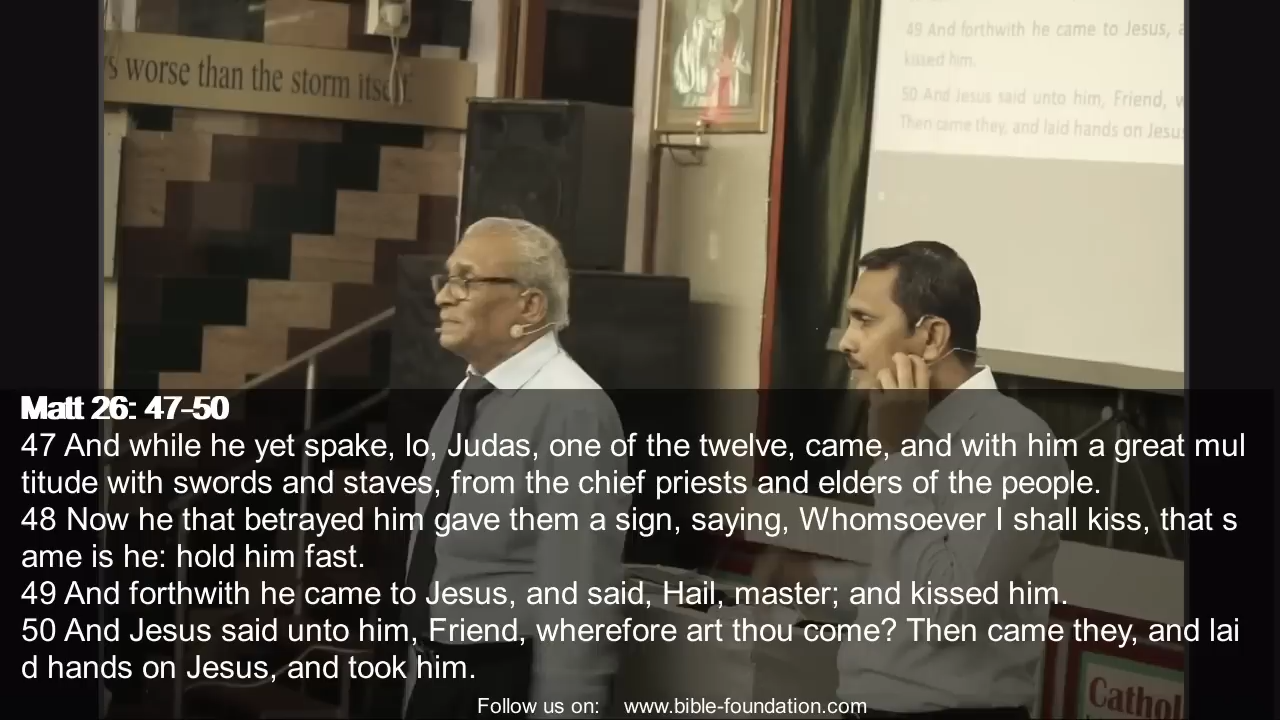 's worse than the storm itself.
49 And forthwith he came to Jesus,
kissed him.
50 And Jesus said unto him, Friend,
Then came they, and laid hands on Jesu
Matt 26: 47-50
47 And while he yet spake, lo, Judas, one of the twelve, came, and with him a great mul
titude with swords and staves, from the chief priests and elders of the people.
48 Now he that betrayed him gave them a sign, saying, Whomsoever I shall kiss, that s
ame is he: hold him fast.
49 And forthwith he came to Jesus, and said, Hail, master; and kissed him.
50 And Jesus said unto him, Friend, wherefore art thou come? Then came they, and lai
d hands on Jesus, and took him.
Cathol
Follow us on: www.bible-foundation.com